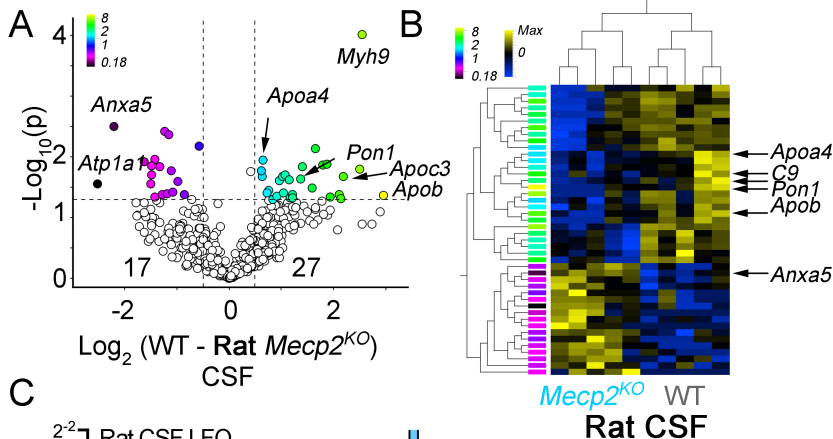 A
8
2
1
0.18
4
2
0
-Log10(p)
Myh9
Anxa5
Apoa4
Atp1a1
Pon1
Apoc3
Apob
17
27
-2
0
2
Log2 (WT - Rat Mecp2KO)
CSF
B
8
2
1
0.18
Max
0
Apoa4
C9
Pon1
Apob
Anxa5
Mecp2KO WT
Rat CSF
C
2-2
Rat CSF LFQ